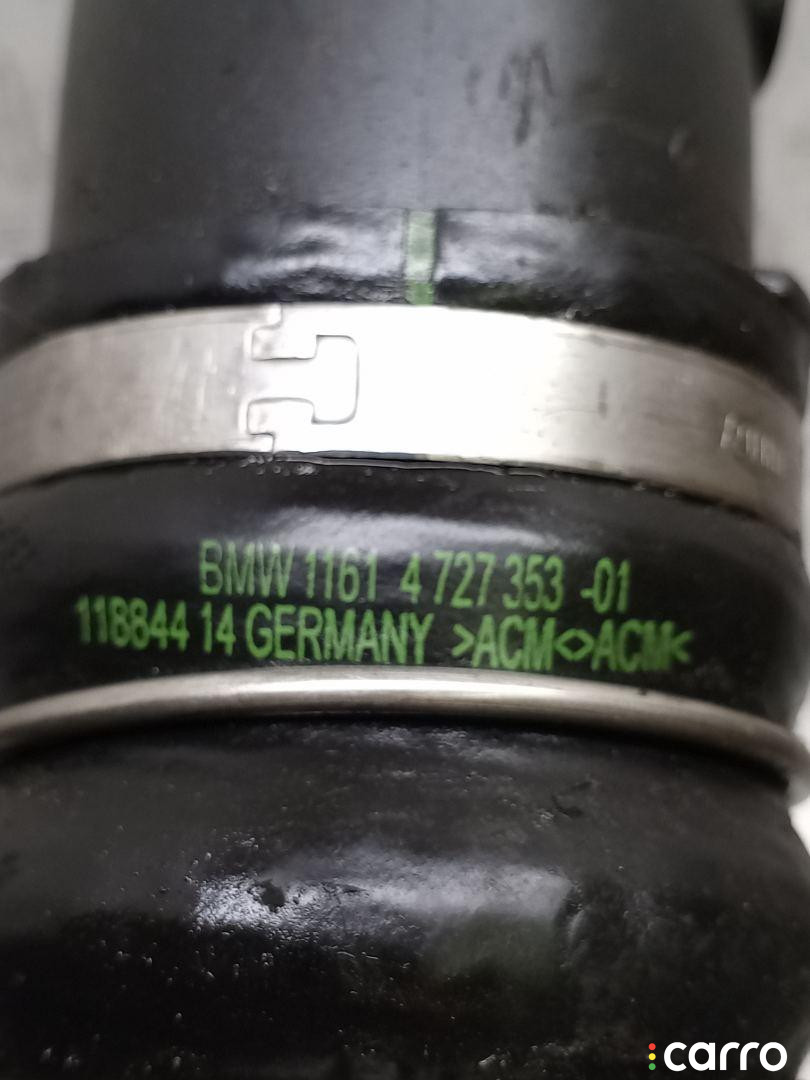 BMW 1161 4 727 353 -01
118844 14 GERMANY >ACM<>ACM<
carro